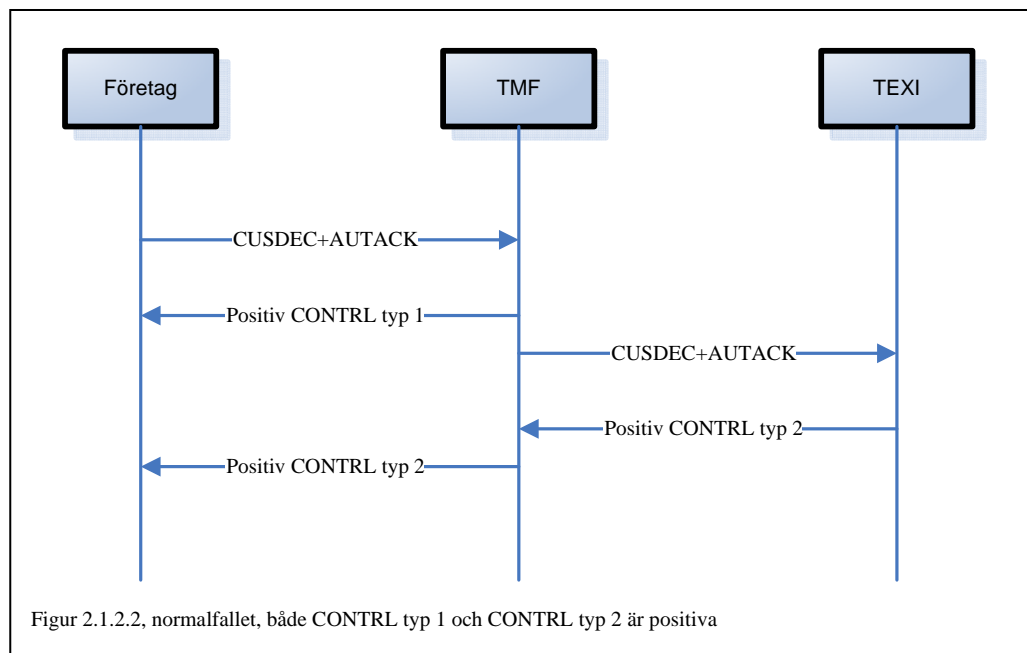 Företag
TMF
TEXI
CUSDEC+AUTACK
Positiv CONTRL typ 1
CUSDEC+AUTACK
Positiv CONTRL typ 2
Positiv CONTRL typ 2
Figur 2.1.2.2, normalfallet, både CONTRL typ 1 och CONTRL typ 2 är positiva